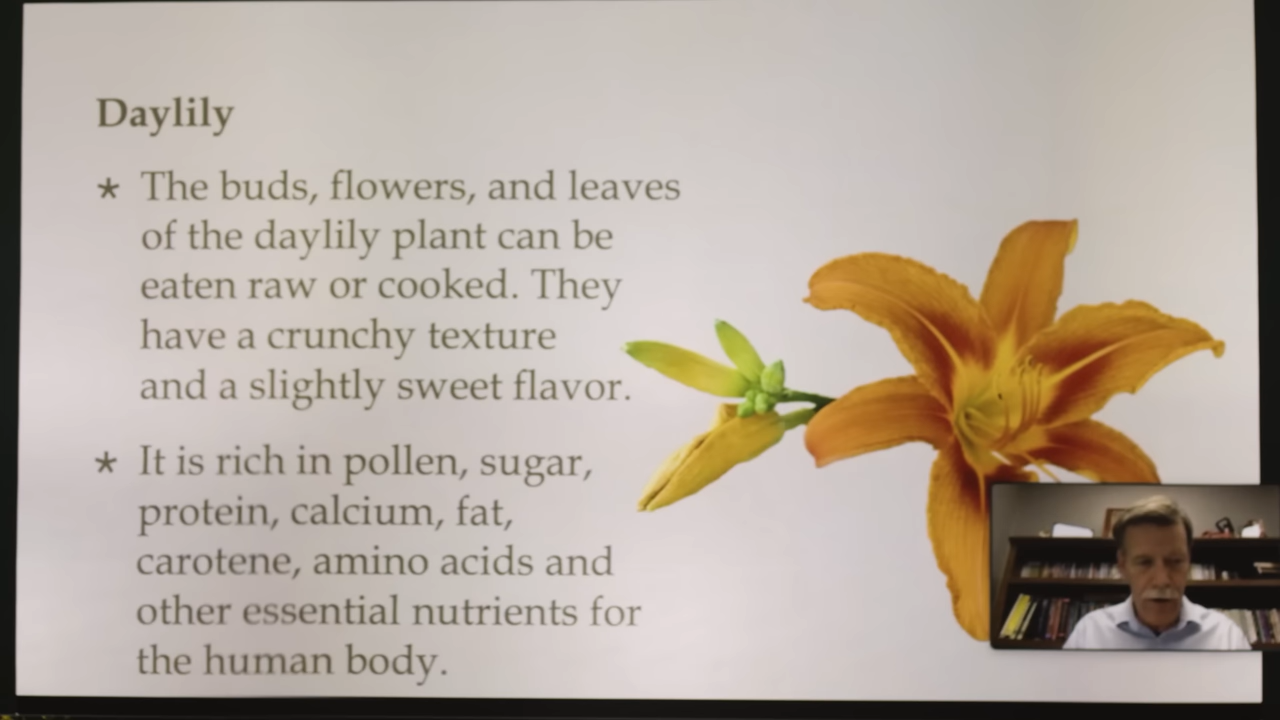 Daylily
* The buds, flowers, and leaves
of the daylily plant can be
eaten raw or cooked. They
have a crunchy texture
and a slightly sweet flavor.
* It is rich in pollen, sugar,
protein, calcium, fat,
carotene, amino acids and
other essential nutrients for
the human body.